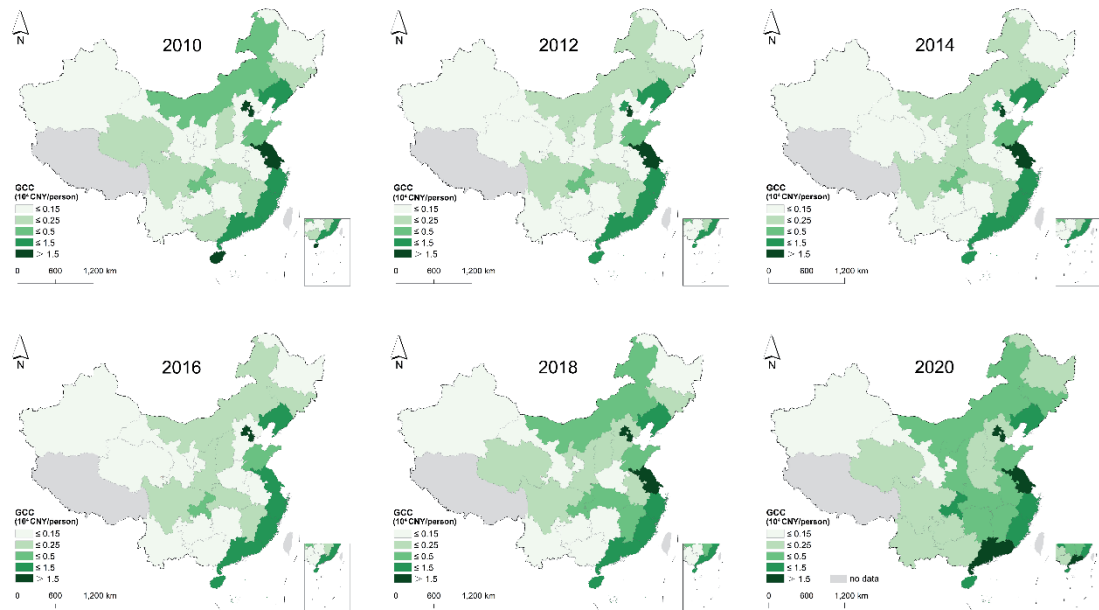 N
2010
GCC
(10⁴ CNY/person)
≤ 0.15
≤ 0.25
≤ 0.5
≤ 1.5
> 1.5
0 600 1,200 km
N
2012
GCC
(10⁴ CNY/person)
≤ 0.15
≤ 0.25
≤ 0.5
≤ 1.5
> 1.5
0 600 1,200 km
N
2014
GCC
(10⁴ CNY/person)
≤ 0.15
≤ 0.25
≤ 0.5
≤ 1.5
> 1.5
0 600 1,200 km
N
2016
GCC
(10⁴ CNY/person)
≤ 0.15
≤ 0.25
≤ 0.5
≤ 1.5
> 1.5
0 600 1,200 km
N
2018
GCC
(10⁴ CNY/person)
≤ 0.15
≤ 0.25
≤ 0.5
≤ 1.5
> 1.5
0 600 1,200 km
N
2020
GCC
(10⁴ CNY/person)
≤ 0.15
≤ 0.25
≤ 0.5
≤ 1.5
> 1.5 no data
0 600 1,200 km